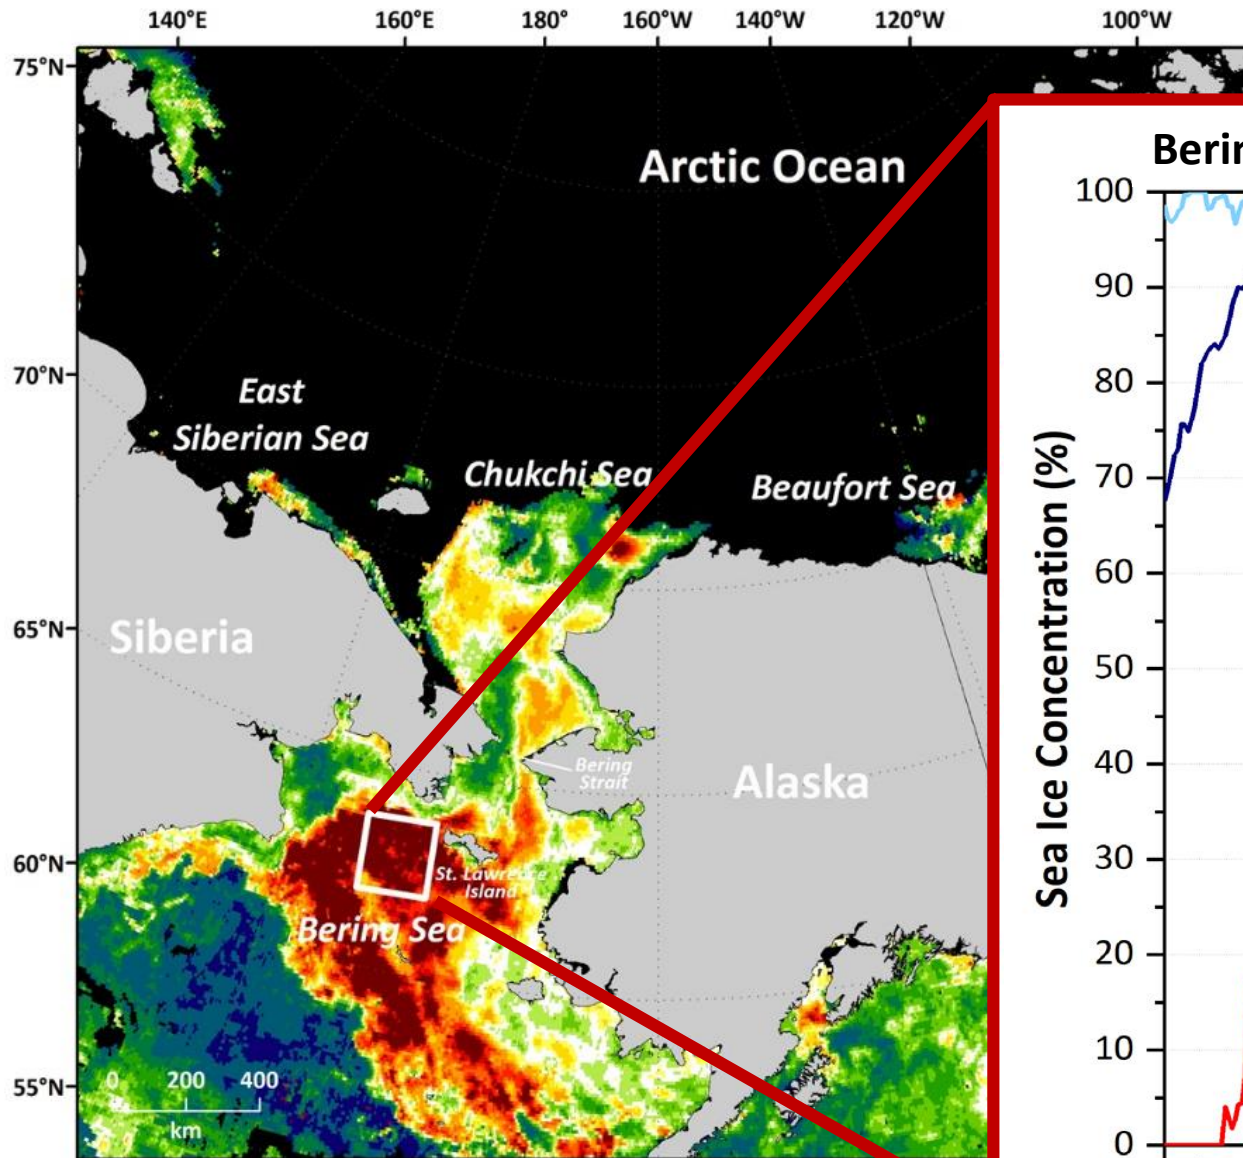 140°E 160°E 180° 160°W 140°W 120°W 100°W
75°N
70°N
65°N
60°N
55°N
Arctic Ocean
East
Siberian Sea
Chukchi Sea
Beaufort Sea
Siberia
Bering
Strait
Alaska
St. Lawrence
Island
Bering Sea
0 200 400
km
100
90
80
70
60
50
40
30
20
10
0
Sea Ice Concentration (%)